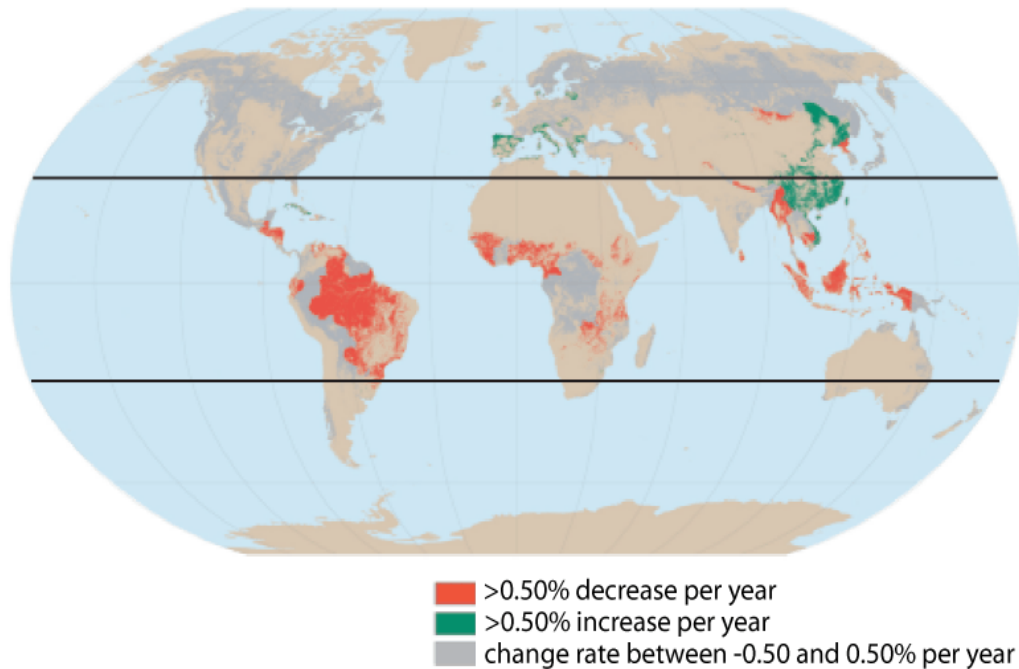 >0.50% decrease per year
>0.50% increase per year
change rate between -0.50 and 0.50% per year